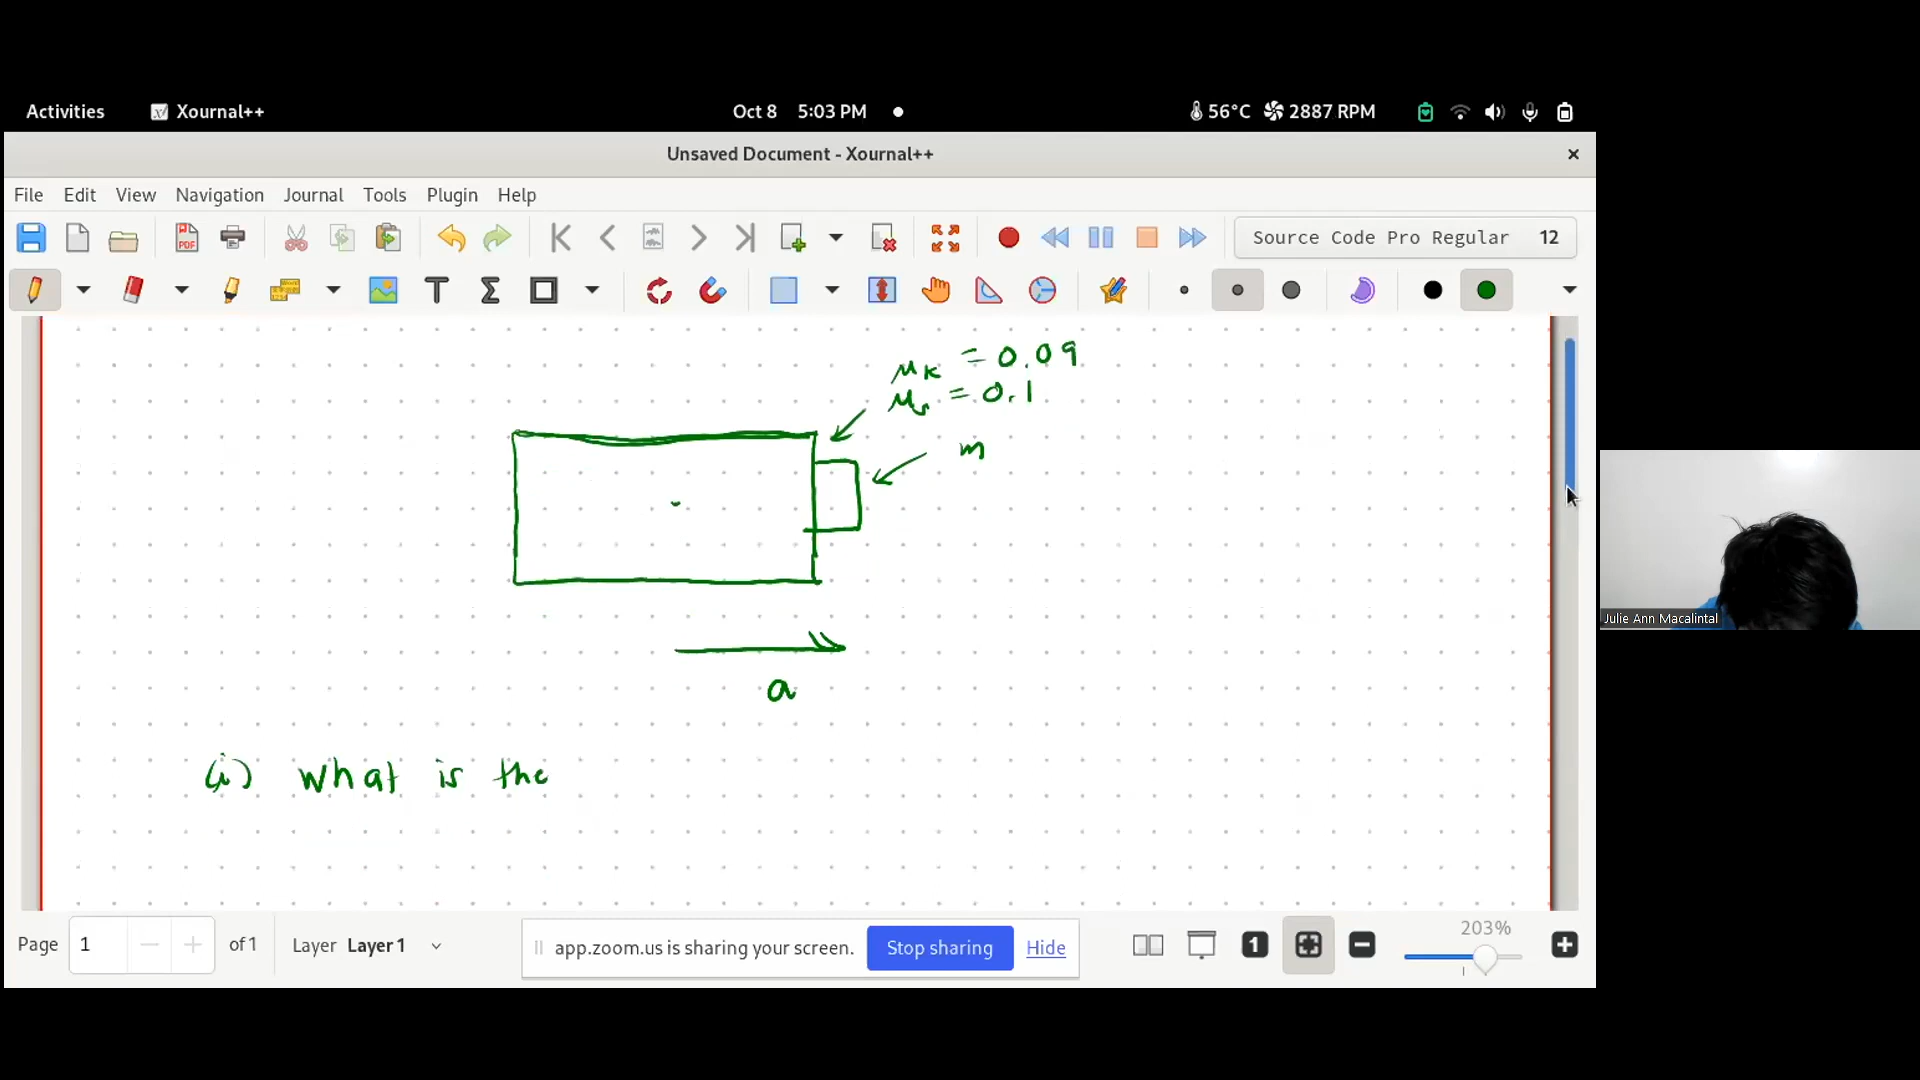 Activities Xournal++ Oct 8 5:03 PM 56°C 2887 RPM
Unsaved Document - Xournal++
File Edit View Navigation Journal Tools Plugin Help
PDF T Σ Source Code Pro Regular 12
μk = 0.09
μs = 0.1
m
a
(i) what is the
Julie Ann Macalintal
Page 1 of 1 Layer Layer 1 app.zoom.us is sharing your screen. Stop sharing Hide 1 203%